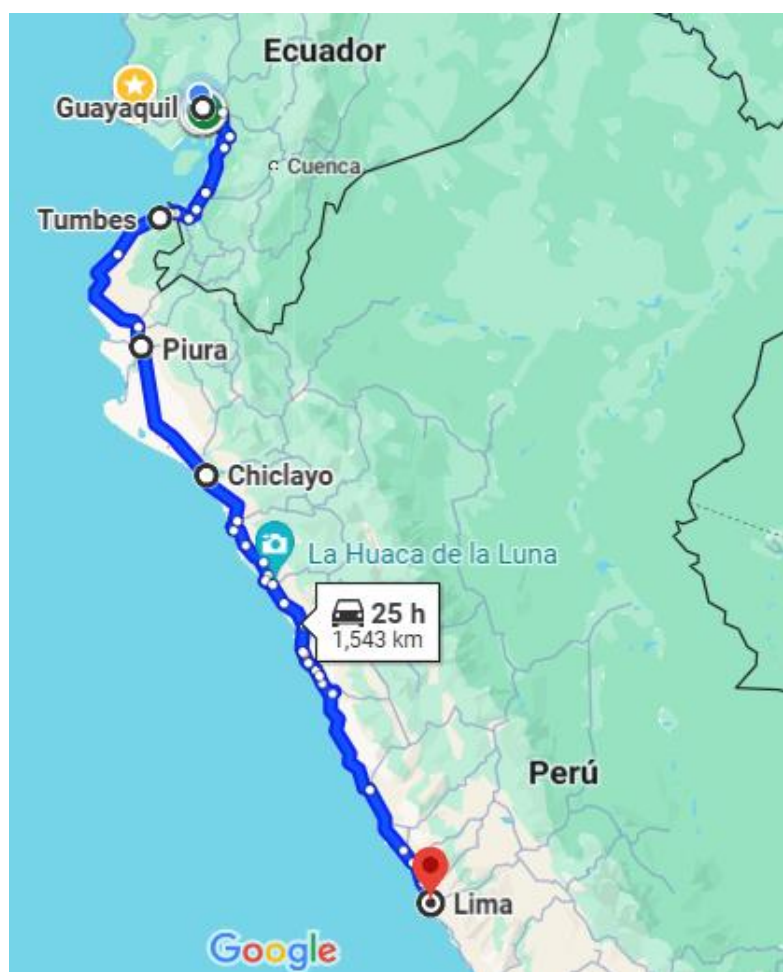 Ecuador
Guayaquil
Cuenca
Tumbes
Piura
Chiclayo
La Huaca de la Luna
25 h
1,543 km
Perú
Lima
Google